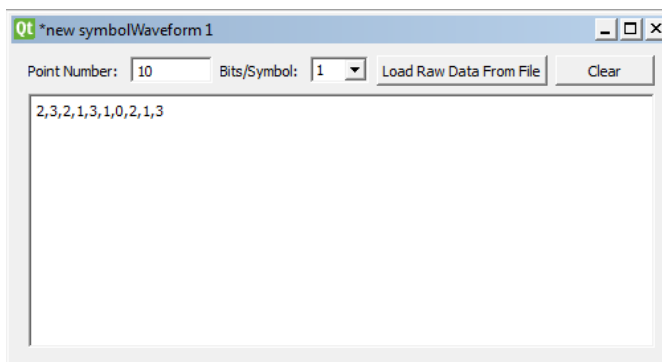 Qt *new symbolWaveform 1
Point Number: 10 Bits/Symbol: 1 Load Raw Data From File Clear
2,3,2,1,3,1,0,2,1,3